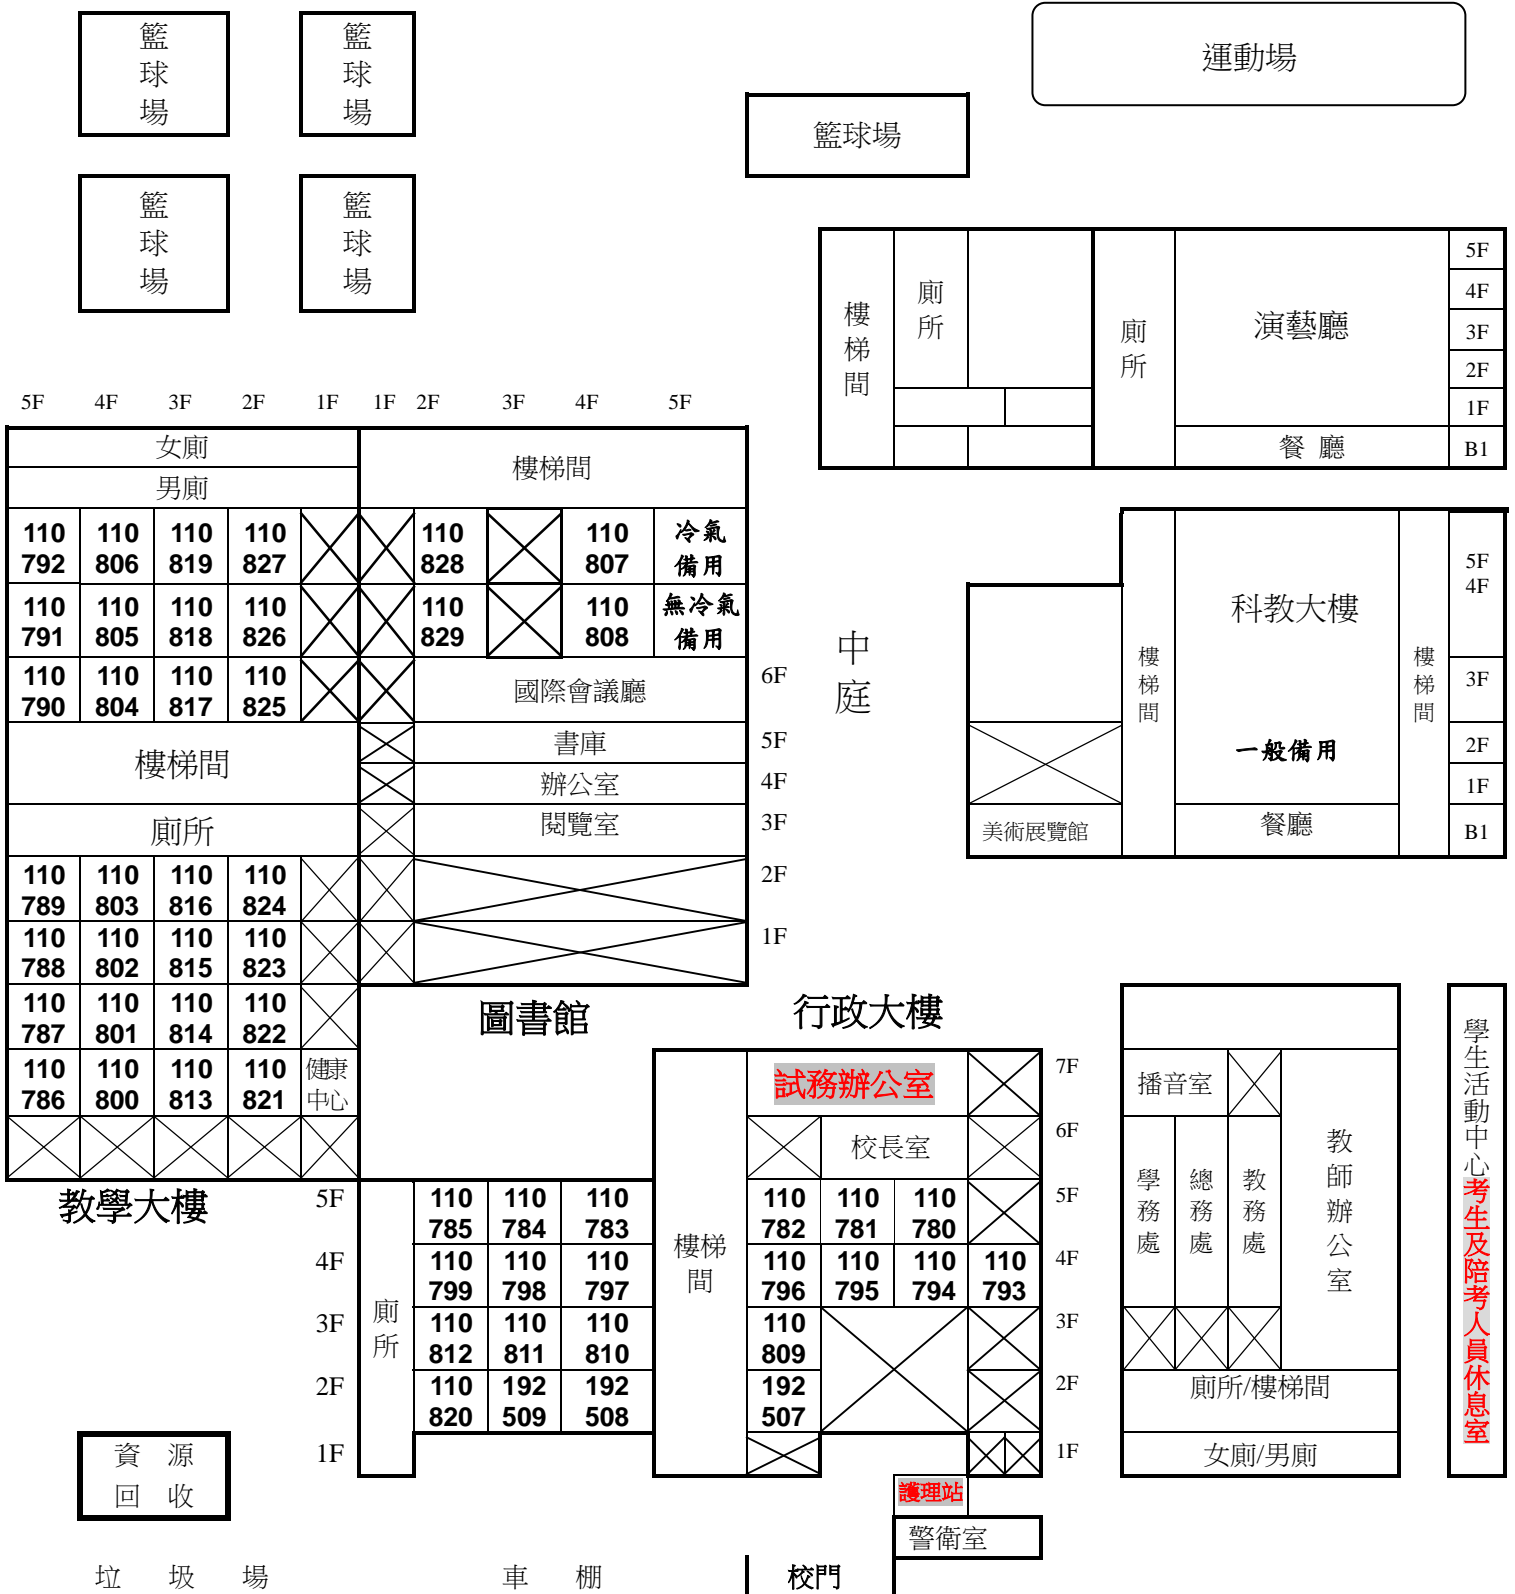 籃球場
籃球場
運動場
籃球場
籃球場
籃球場
樓梯間
廁所
廁所
演藝廳
5F
4F
3F
2F
1F
餐 廳
B1
5F 4F 3F 2F 1F 1F 2F 3F 4F 5F
女廁
男廁
樓梯間
110 110 110 110 110 110 冷氣
792 806 819 827 828 807 備用
110 110 110 110 110 110 無冷氣
791 805 818 826 829 808 備用
110 110 110 110
790 804 817 825
國際會議廳
6F
樓梯間
書庫
5F
辦公室
4F
廁所
閱覽室
3F
中庭
樓梯間
科教大樓
一般備用
樓梯間
5F
4F
3F
2F
1F
美術展覽館
餐廳
B1
110 110 110 110
789 803 816 824
2F
110 110 110 110
788 802 815 823
1F
110 110 110 110
787 801 814 822
110 110 110 110 健康
786 800 813 821 中心
教學大樓
圖書館
行政大樓
試務辦公室
7F
校長室
6F
樓梯間
廁所
5F
110 110 110 110 110 110
785 784 783 782 781 780
5F
4F
110 110 110 110 110 110 110
799 798 797 796 795 794 793
4F
3F
110 110 110 110
812 811 810 809
3F
2F
110 192 192 192
820 509 508 507
2F
1F
1F
播音室
學務處
總務處
教務處
教師辦公室
廁所/樓梯間
女廁/男廁
學生活動中心考生及陪考人員休息室
資 源
回 收
護理站
警衛室
垃 圾 場
車 棚
校門